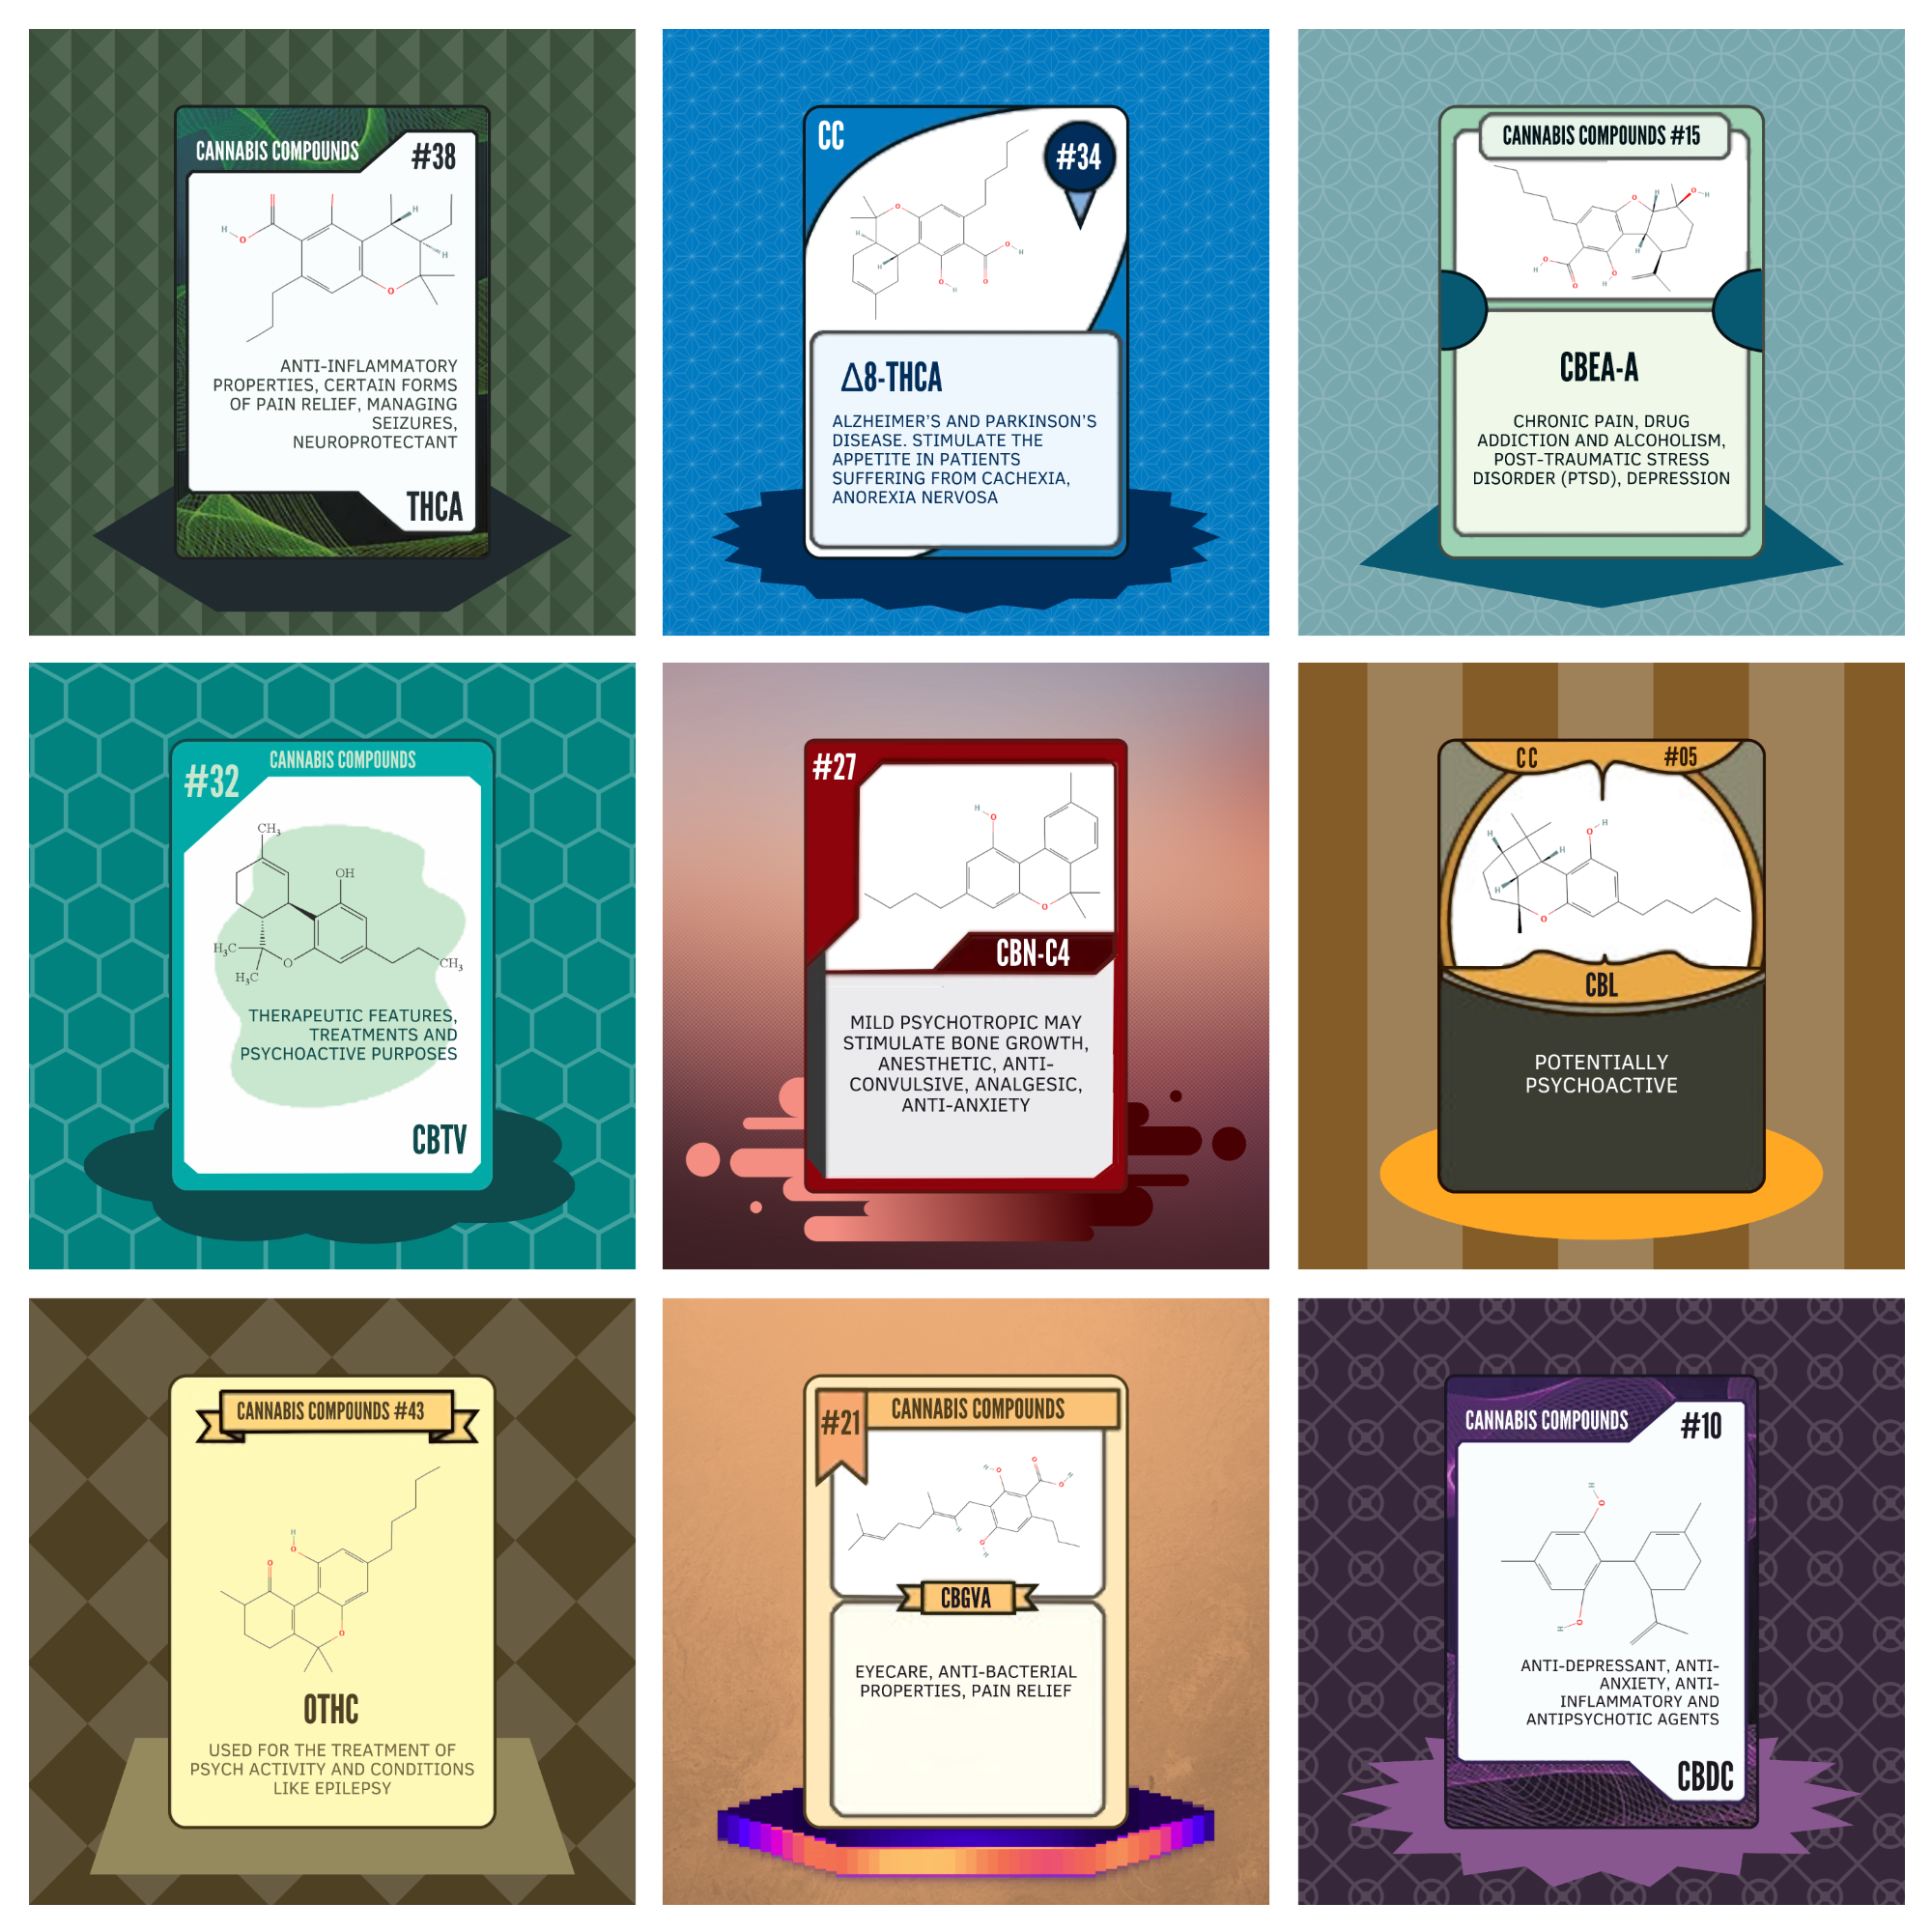 CANNABIS COMPOUNDS
#38
H
O
H
H
O
ANTI-INFLAMMATORY
PROPERTIES, CERTAIN FORMS
OF PAIN RELIEF, MANAGING
SEIZURES,
NEUROPROTECTANT
THCA
CC
#34
O
H
H
O
H
O
H
O
Δ8-THCA
ALZHEIMER'S AND PARKINSON'S
DISEASE. STIMULATE THE
APPETITE IN PATIENTS
SUFFERING FROM CACHEXIA,
ANOREXIA NERVOSA
CANNABIS COMPOUNDS #15
O
H
O
H
H
H
O
O
O
H
CBEA-A
CHRONIC PAIN, DRUG
ADDICTION AND ALCOHOLISM,
POST-TRAUMATIC STRESS
DISORDER (PTSD), DEPRESSION
CANNABIS COMPOUNDS
#32
CH3
OH
H3C
H3C
O
CH3
THERAPEUTIC FEATURES,
TREATMENTS AND
PSYCHOACTIVE PURPOSES
CBTV
#27
H
O
O
CBN-C4
MILD PSYCHOTROPIC MAY
STIMULATE BONE GROWTH,
ANESTHETIC, ANTI-
CONVULSIVE, ANALGESIC,
ANTI-ANXIETY
CC
#05
H
O
H
H
H
O
CBL
POTENTIALLY
PSYCHOACTIVE
CANNABIS COMPOUNDS #43
H
O
O
O
OTHC
USED FOR THE TREATMENT OF
PSYCH ACTIVITY AND CONDITIONS
LIKE EPILEPSY
#21
CANNABIS COMPOUNDS
H
O
O
H
O
H
O
H
CBGVA
EYECARE, ANTI-BACTERIAL
PROPERTIES, PAIN RELIEF
CANNABIS COMPOUNDS
#10
H
O
O
H
ANTI-DEPRESSANT, ANTI-
ANXIETY, ANTI-
INFLAMMATORY AND
ANTIPSYCHOTIC AGENTS
CBDC